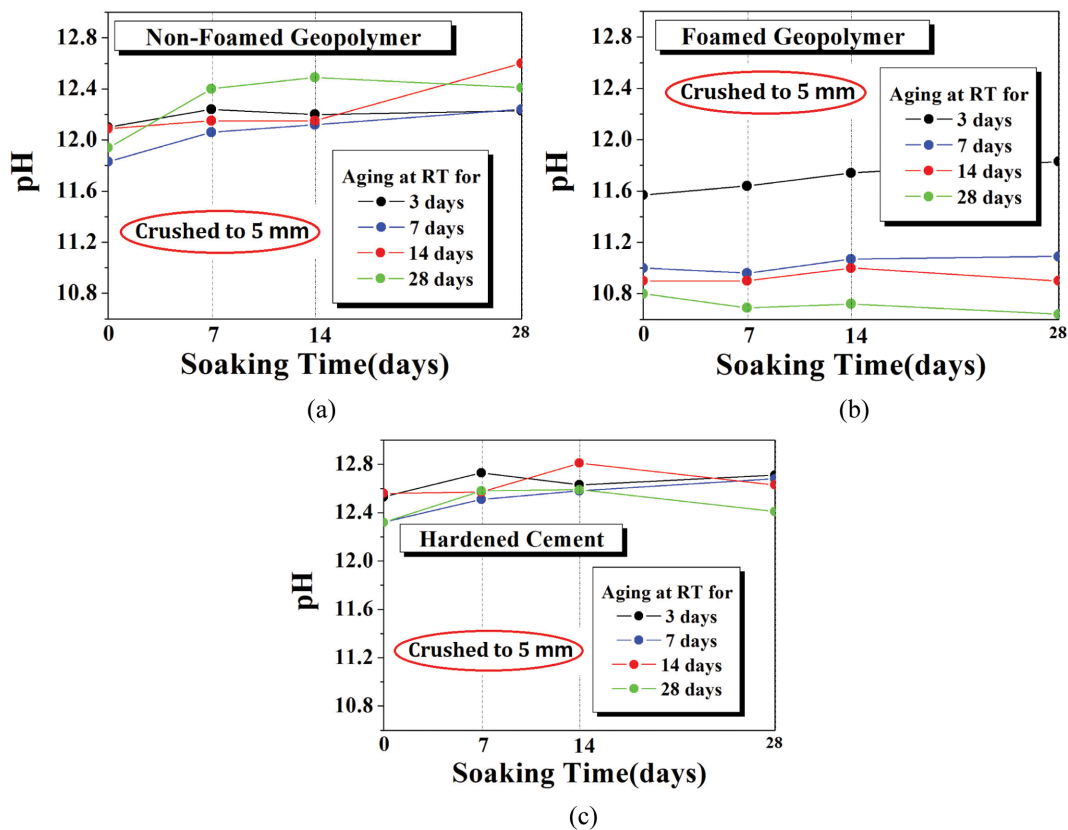 Non-Foamed Geopolymer
Crushed to 5 mm
Aging at RT for
3 days
7 days
14 days
28 days
pH
12.8
12.4
12.0
11.6
11.2
10.8
0
7
14
28
Soaking Time(days)
(a)
Foamed Geopolymer
Crushed to 5 mm
Aging at RT for
3 days
7 days
14 days
28 days
pH
12.8
12.4
12.0
11.6
11.2
10.8
0
7
14
28
Soaking Time(days)
(b)
Hardened Cement
Crushed to 5 mm
Aging at RT for
3 days
7 days
14 days
28 days
pH
12.8
12.4
12.0
11.6
11.2
10.8
0
7
14
28
Soaking Time(days)
(c)